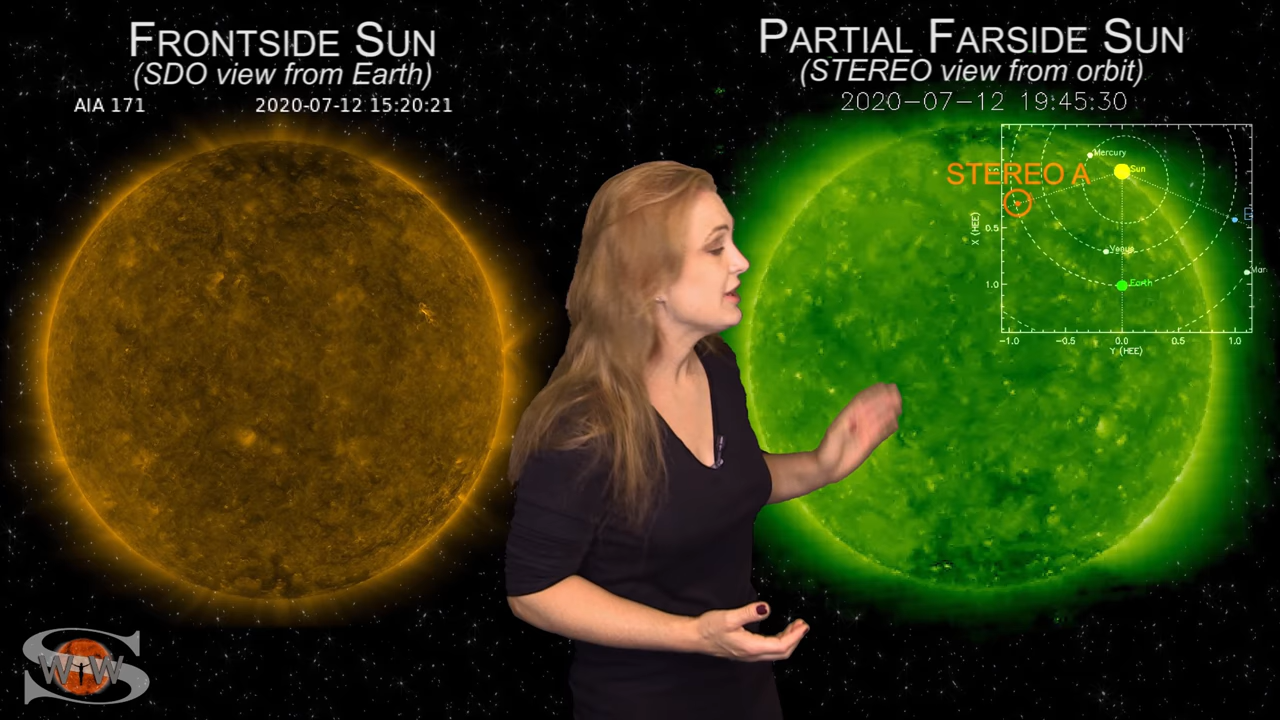 FRONTSIDE SUN
(SDO view from Earth)
AIA 171 2020-07-12 15:20:21
PARTIAL FARSIDE SUN
(STEREO view from orbit)
2020-07-12 19:45:30
STEREO A
Mercury
Sun
Venus
Earth
Mar
X (HEE)
0.5
1.0
-1.0 -0.5 0.0 0.5 1.0
Y (HEE)
S
WTW